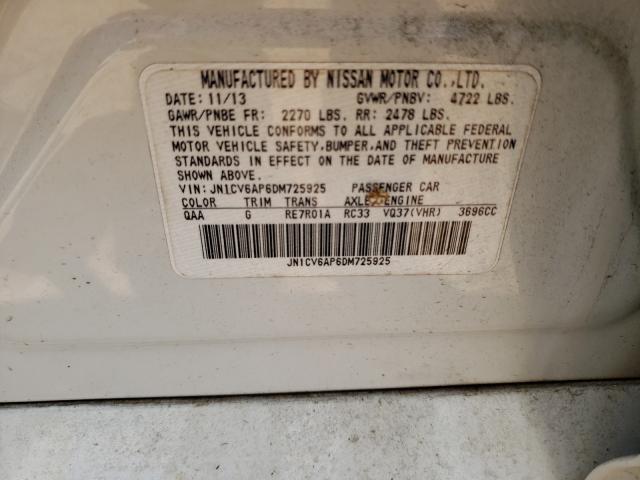 MANUFACTURED BY NISSAN MOTOR CO.,LTD.
DATE: 11/13 GVWR/PNBV: 4722 LBS.
GAWR/PNBE FR: 2270 LBS. RR: 2478 LBS.
THIS VEHICLE CONFORMS TO ALL APPLICABLE FEDERAL
MOTOR VEHICLE SAFETY,BUMPER,AND THEFT PREVENTION
STANDARDS IN EFFECT ON THE DATE OF MANUFACTURE
SHOWN ABOVE.
VIN: JN1CV6AP6DM725925 PASSENGER CAR
COLOR TRIM TRANS AXLE ENGINE
QAA G RE7R01A RC33 VQ37(VHR) 3696CC
JN1CV6AP6DM725925